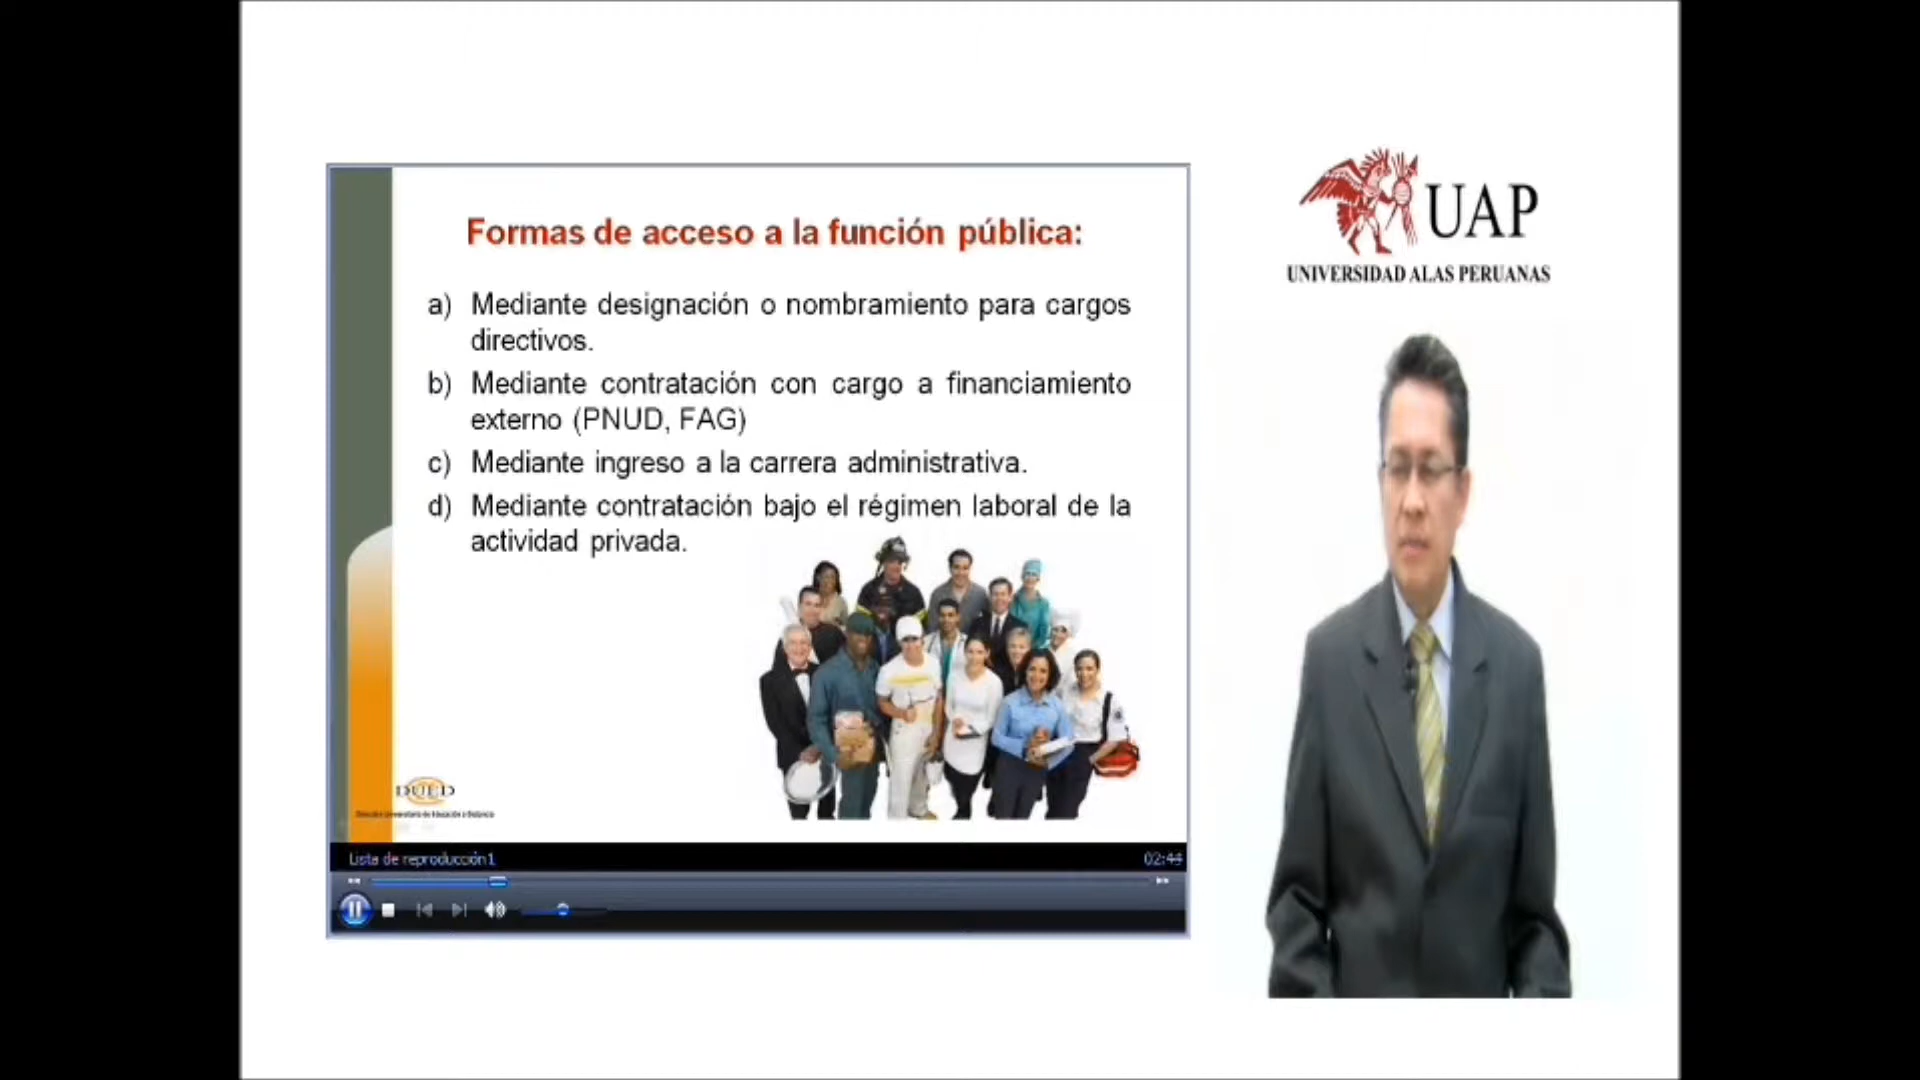 Formas de acceso a la función pública:
a) Mediante designación o nombramiento para cargos
directivos.
b) Mediante contratación con cargo a financiamiento
externo (PNUD, FAG)
c) Mediante ingreso a la carrera administrativa.
d) Mediante contratación bajo el régimen laboral de la
actividad privada.
DUED
Lista de reproducción1
02:44
UAP
UNIVERSIDAD ALAS PERUANAS